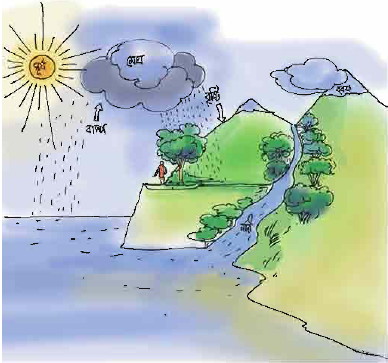 সূর্য
মেঘ
বৃষ্টি
বরফ
বাষ্প
নদী